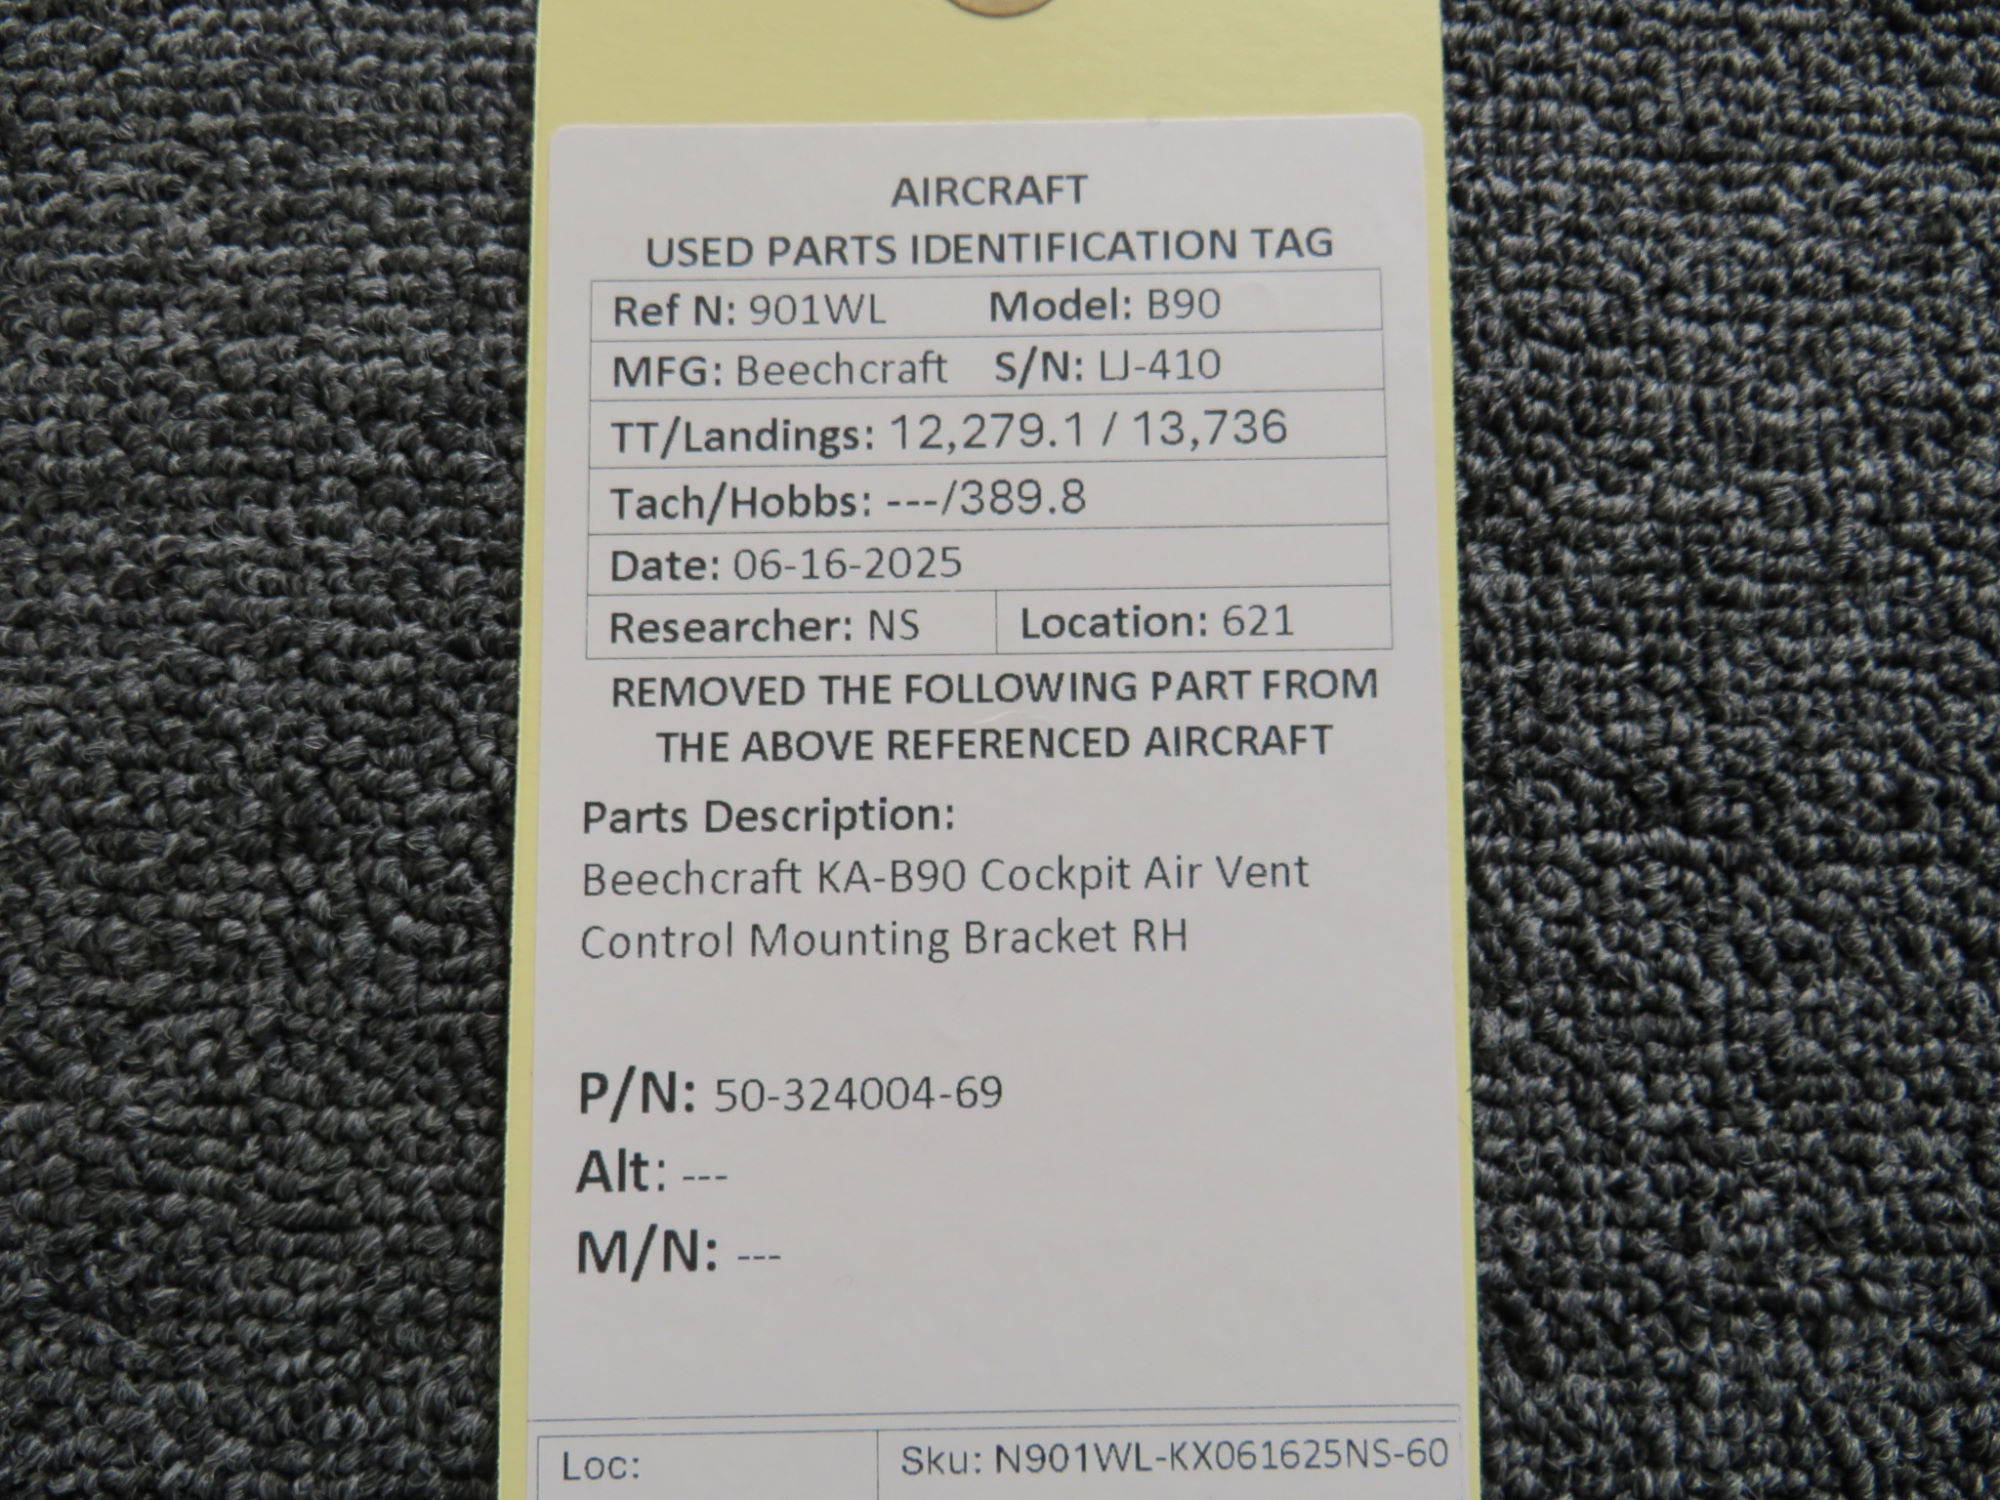 AIRCRAFT
USED PARTS IDENTIFICATION TAG
Ref N: 901WL Model: B90
MFG: Beechcraft S/N: LJ-410
TT/Landings: 12,279.1 / 13,736
Tach/Hobbs: ---/389.8
Date: 06-16-2025
Researcher: NS Location: 621
REMOVED THE FOLLOWING PART FROM
THE ABOVE REFERENCED AIRCRAFT
Parts Description:
Beechcraft KA-B90 Cockpit Air Vent
Control Mounting Bracket RH
P/N: 50-324004-69
Alt: ---
M/N: ---
Loc: Sku: N901WL-KX061625NS-60